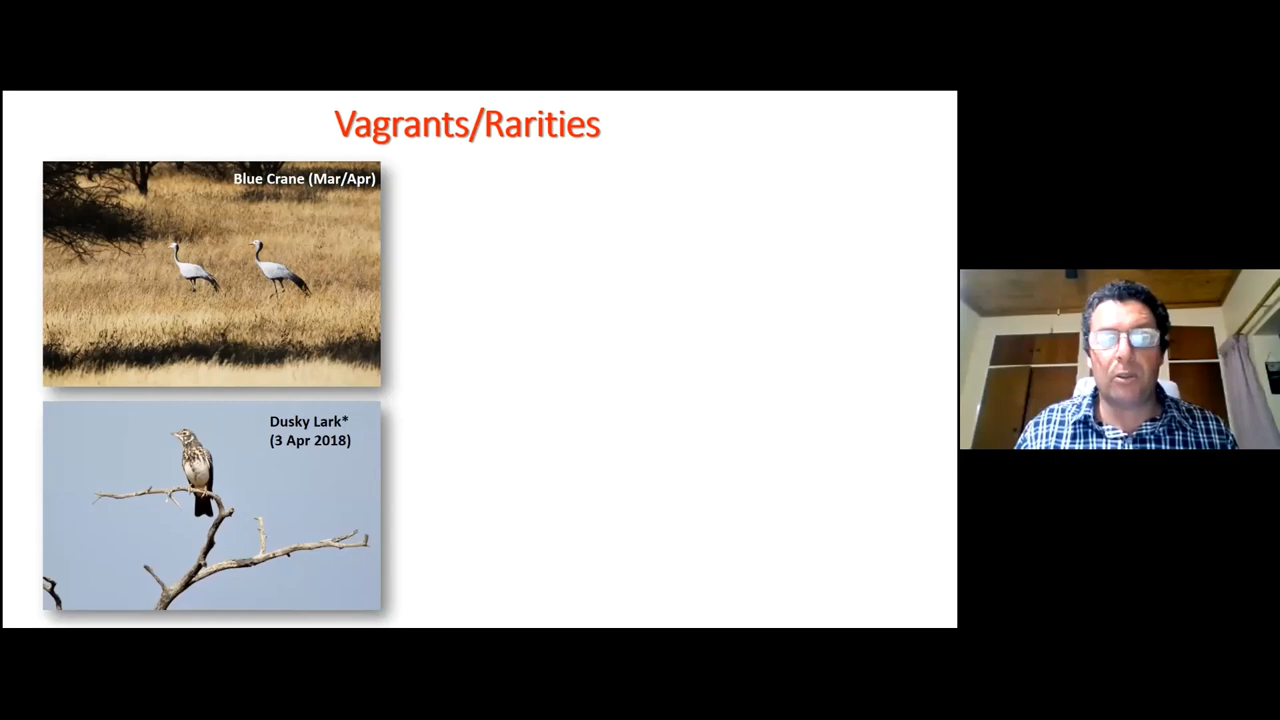 Vagrants/Rarities
Blue Crane (Mar/Apr)
Dusky Lark*
(3 Apr 2018)